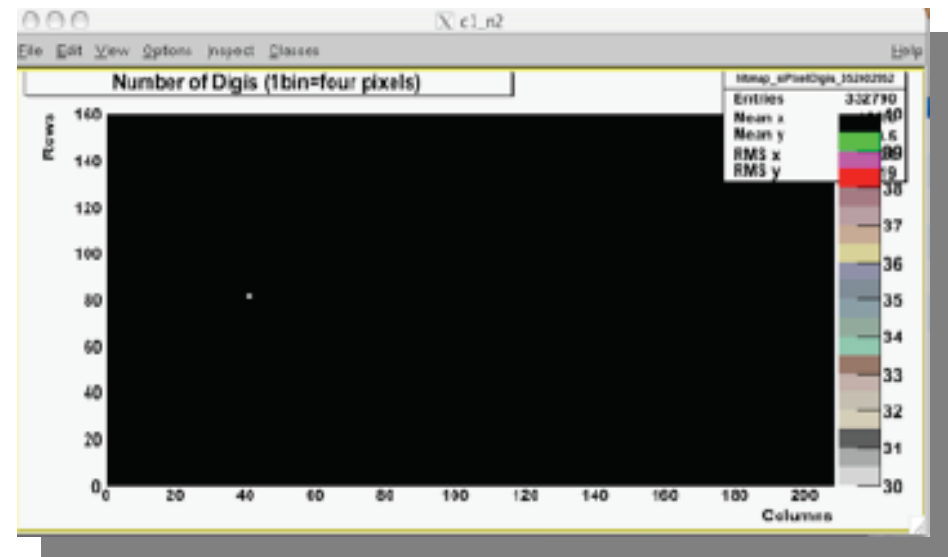 X c1_n2
File Edit View Options Inspect Classes Help
Number of Digis (1bin=four pixels)
Entries 332790
Mean x
Mean y
RMS x
RMS y
Rows
160
140
120
100
80
60
40
20
0
0 20 40 60 80 100 120 140 160 180 200
Columns
40
39
38
37
36
35
34
33
32
31
30